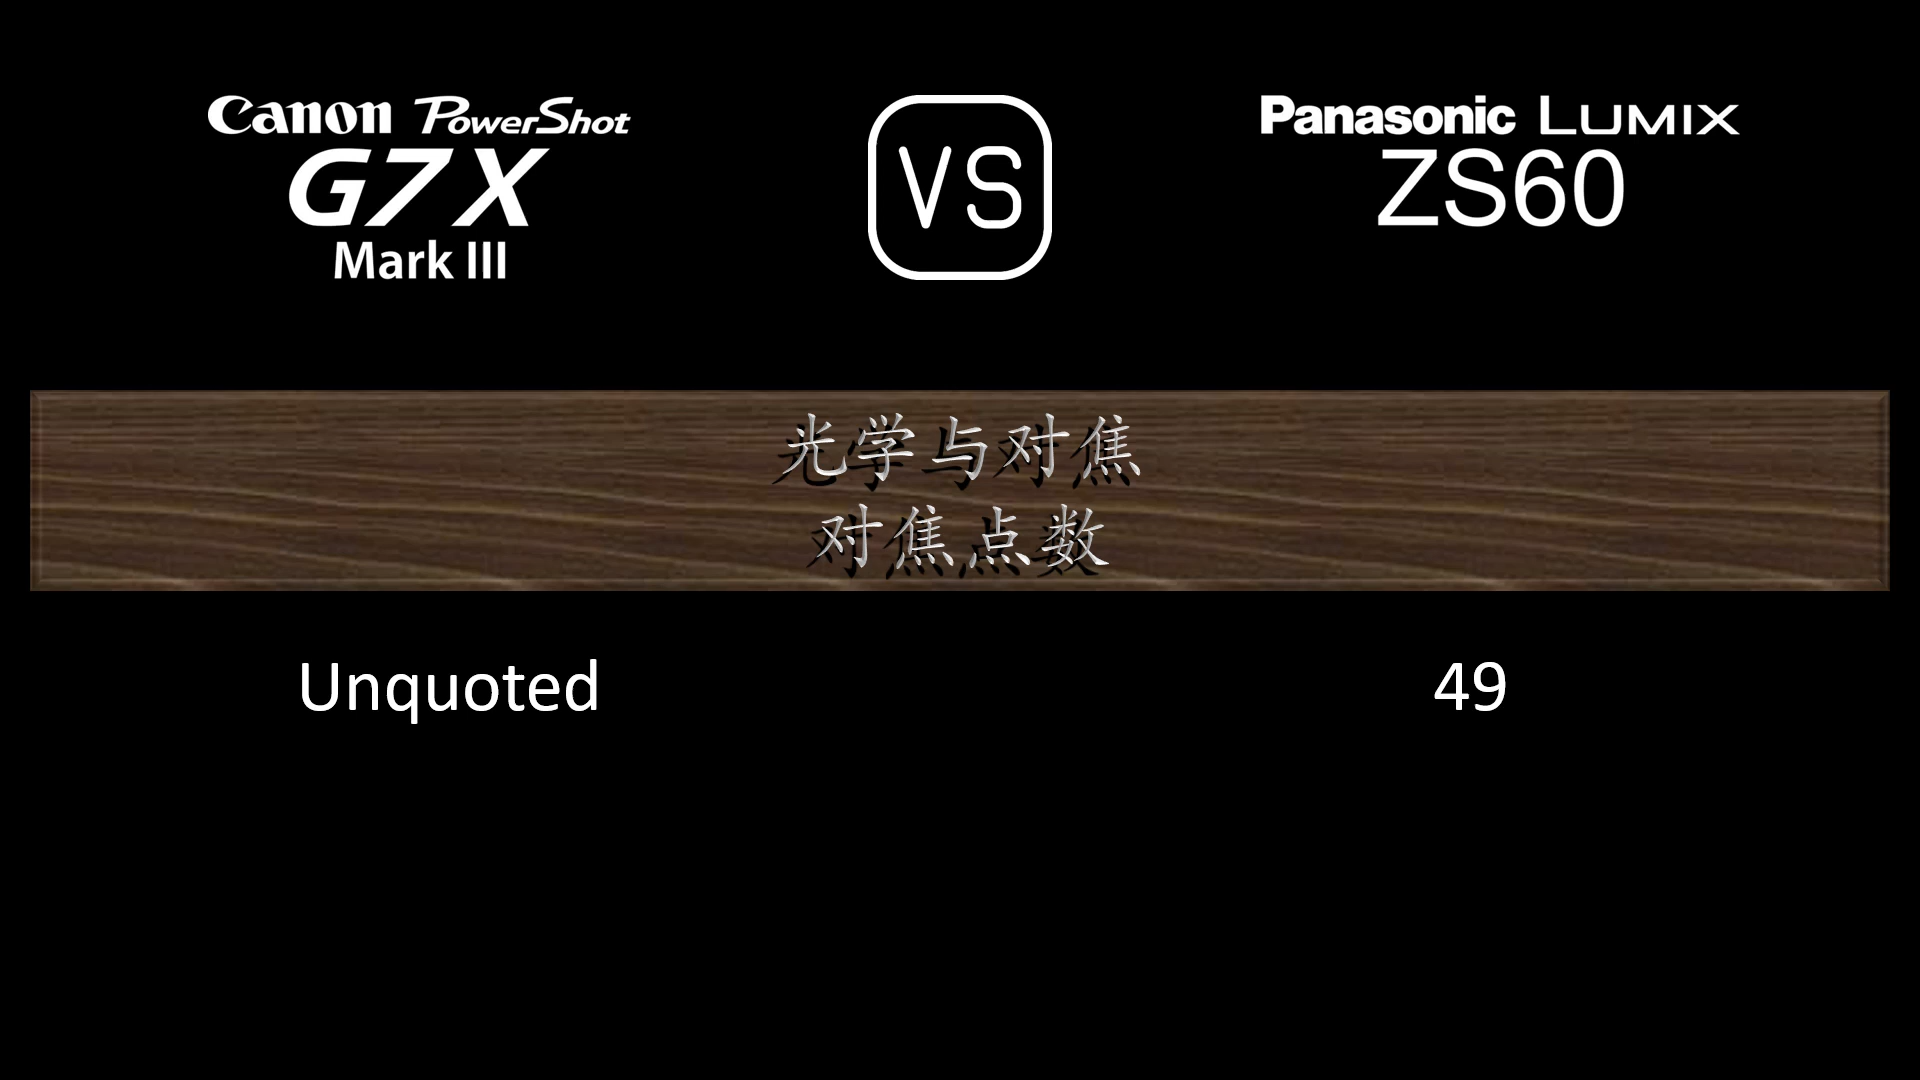 Canon PowerShot
G7 X
Mark III
VS
Panasonic LUMIX
ZS60
光学与对焦
对焦点数
Unquoted
49